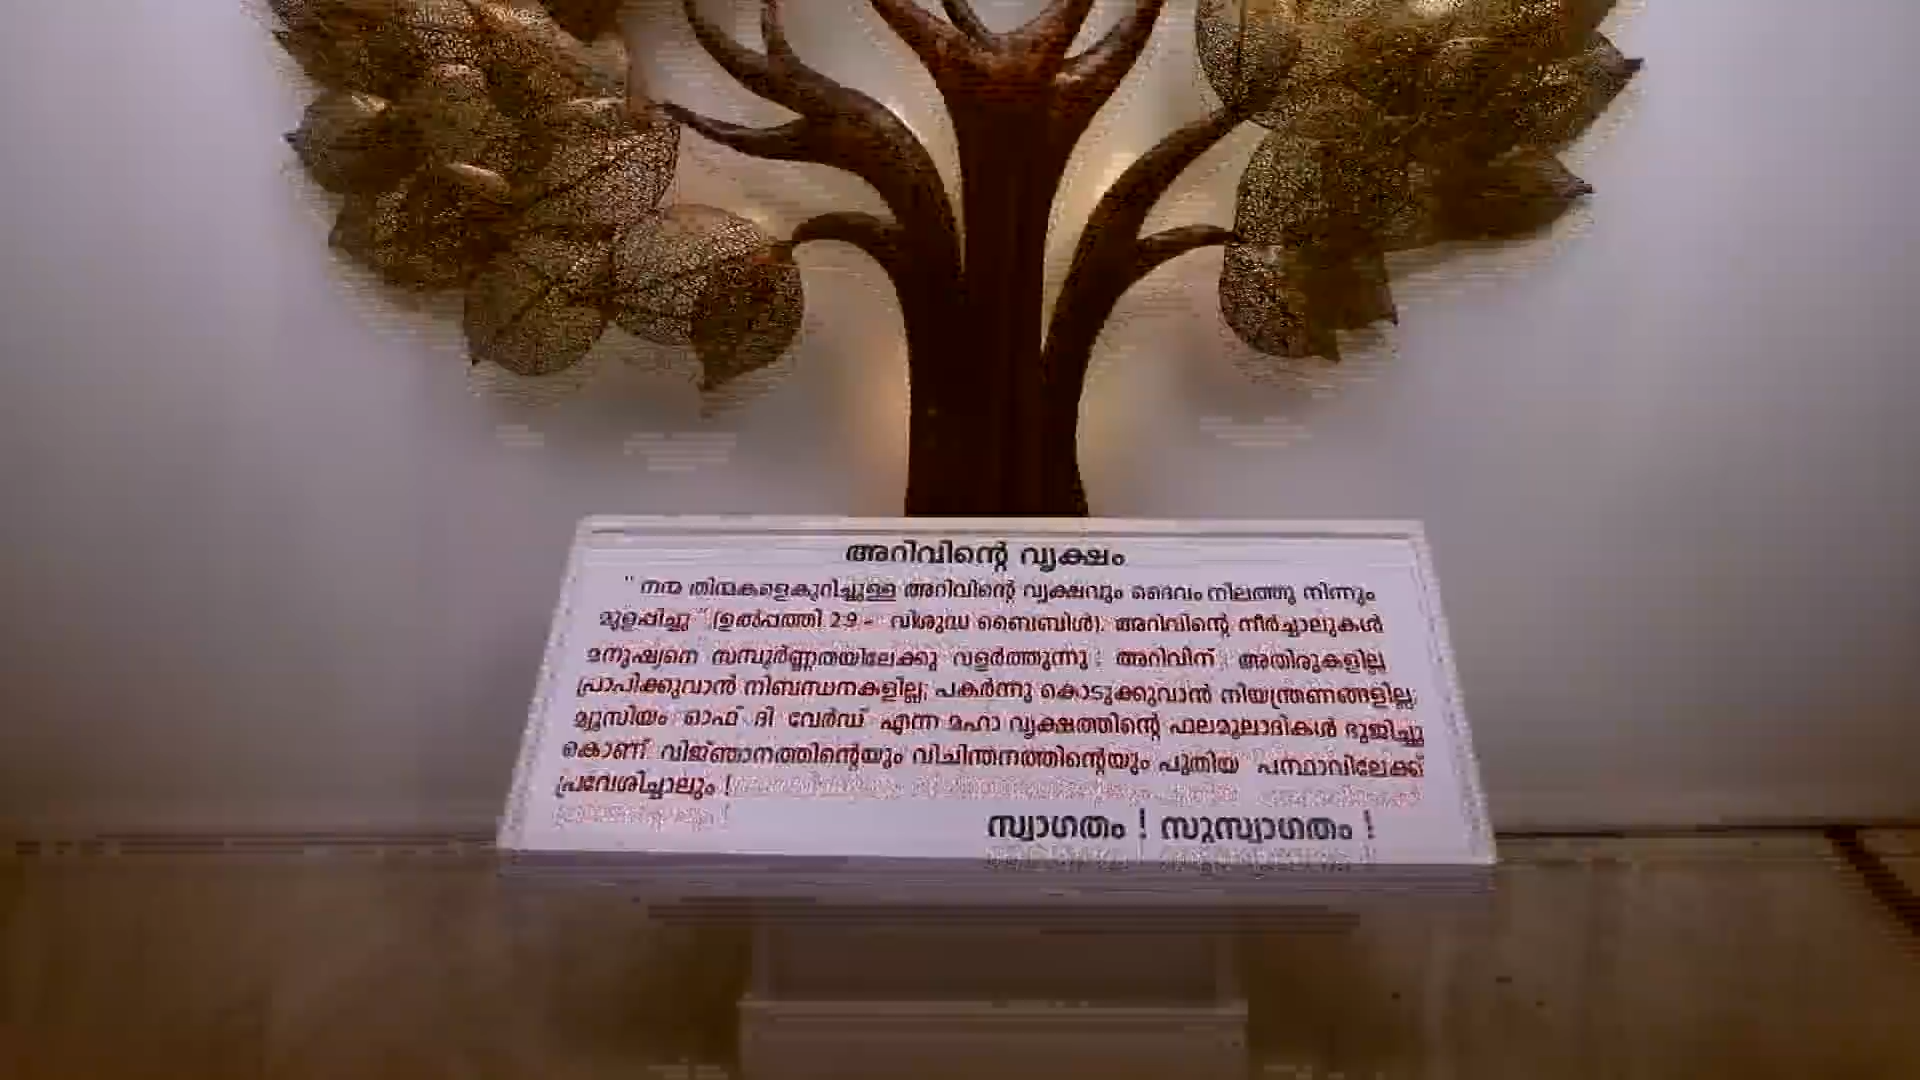 അറിവിന്റെ വൃക്ഷം
" നന്മ തിന്മകളെകുറിച്ചുള്ള അറിവിന്റെ വൃക്ഷവും ദൈവം നിലത്തു നിന്നും
മുളപ്പിച്ചു " (ഉൽപ്പത്തി 2:9 - വിശുദ്ധ ബൈബിൾ). അറിവിന്റെ നീർച്ചാലുകൾ
മനുഷ്യനെ സമ്പൂർണ്ണതയിലേക്കു വളർത്തുന്നു ; അറിവിന് അതിരുകളില്ല
പ്രാപിക്കുവാൻ നിബന്ധനകളില്ല; പകർന്നു കൊടുക്കുവാൻ നിയന്ത്രണങ്ങളില്ല;
മ്യൂസിയം ഓഫ് ദി വേർഡ് എന്ന മഹാ വൃക്ഷത്തിന്റെ ഫലമൂലാദികൾ ഭുജിച്ചു
കൊണ്ട് വിജ്ഞാനത്തിന്റെയും വിചിന്തനത്തിന്റെയും പുതിയ പന്ഥാവിലേക്ക്
പ്രവേശിച്ചാലും !
സ്വാഗതം ! സുസ്വാഗതം !